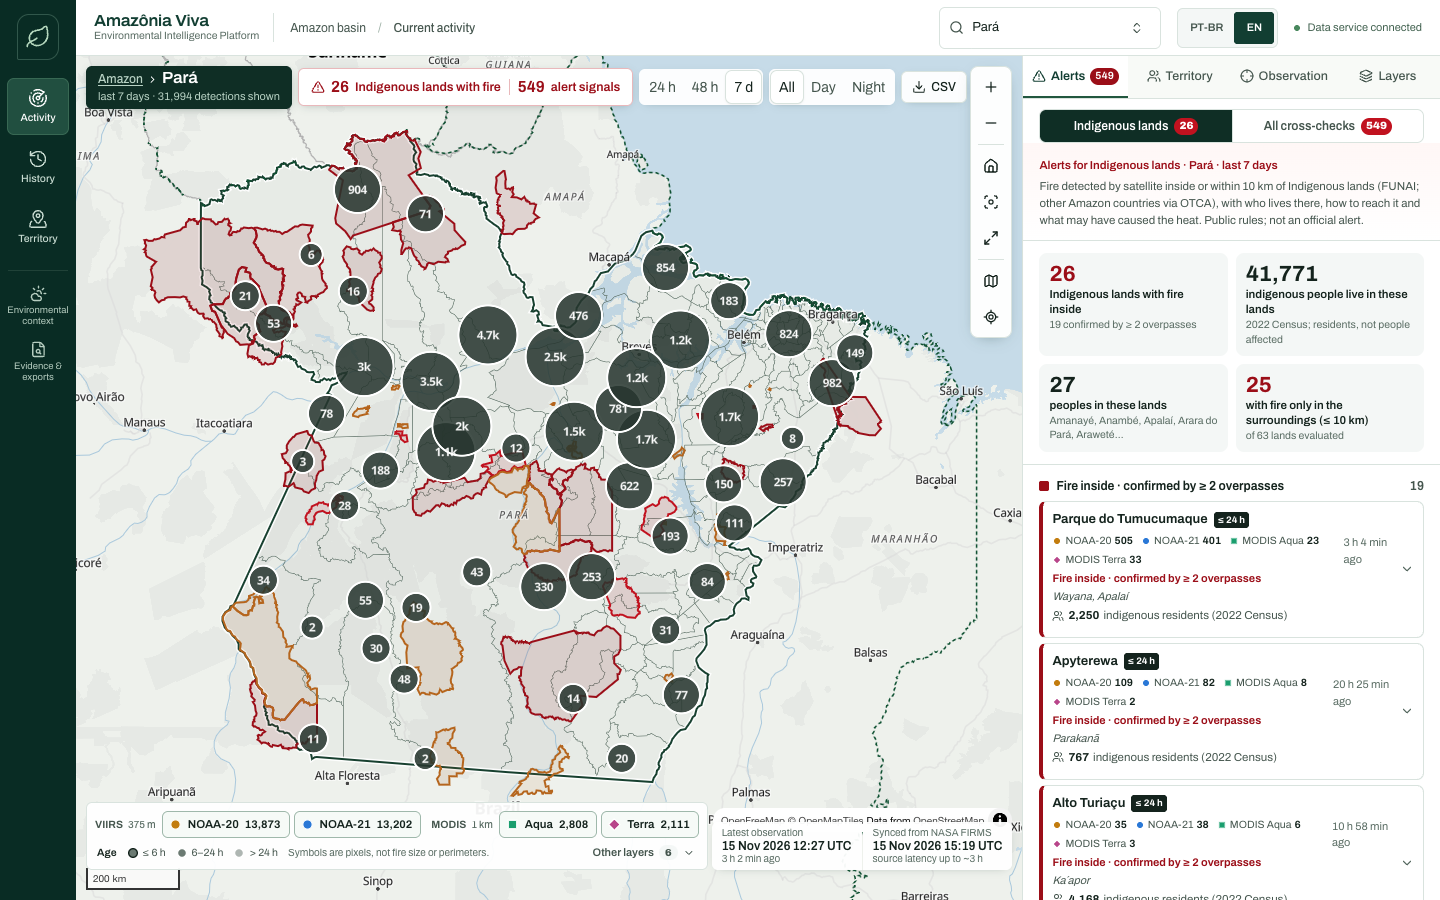 Amazônia Viva
Environmental Intelligence Platform
Amazon basin / Current activity
Pará
PT-BR EN
Data service connected
Activity
History
Territory
Environmental
context
Evidence &
exports
Amazon › Pará
last 7 days · 31,994 detections shown
26 Indigenous lands with fire 549 alert signals
24 h 48 h 7 d
All Day Night
CSV
Cottica
GUIANA
Boa Vista
Amapá
AMAPÁ
Macapá
Bragança
Belém
São Luís
Manaus
Itacoatiara
Bacabal
PARÁ
Imperatriz
MARANHÃO
Araguaína
Balsas
Alta Floresta
Aripuanã
Palmas
Brazil
Sinop
Barreiras
904
71
6
21
16
53
854
183
476
4.7k
824
1.2k
149
2.5k
3k
3.5k
1.2k
982
78
781
2k
1.5k
1.7k
1.7k
8
1.1k
12
3
188
622
150
257
28
193
111
43
330
253
84
34
55
19
2
31
30
48
14
77
11
2
20
VIIRS 375 m NOAA-20 13,873 NOAA-21 13,202 MODIS 1 km Aqua 2,808 Terra 2,111
Age ≤ 6 h 6–24 h > 24 h Symbols are pixels, not fire size or perimeters. Other layers 6
200 km
OpenFreeMap © OpenMapTiles Data from OpenStreetMap
Latest observation
15 Nov 2026 12:27 UTC
3 h 2 min ago
Synced from NASA FIRMS
15 Nov 2026 15:19 UTC
source latency up to ~3 h
Alerts 549
Territory
Observation
Layers
Indigenous lands 26
All cross-checks 549
Alerts for Indigenous lands · Pará · last 7 days
Fire detected by satellite inside or within 10 km of Indigenous lands (FUNAI;
other Amazon countries via OTCA), with who lives there, how to reach it and
what may have caused the heat. Public rules; not an official alert.
26
Indigenous lands with fire
inside
19 confirmed by ≥ 2 overpasses
41,771
indigenous people live in these
lands
2022 Census; residents, not people
affected
27
peoples in these lands
Amanayé, Anambé, Apalaí, Arara do
Pará, Araweté…
25
with fire only in the
surroundings (≤ 10 km)
of 63 lands evaluated
Fire inside · confirmed by ≥ 2 overpasses 19
Parque do Tumucumaque ≤ 24 h
NOAA-20 505 NOAA-21 401 MODIS Aqua 23
MODIS Terra 33
3 h 4 min
ago
Fire inside · confirmed by ≥ 2 overpasses
Wayana, Apalaí
2,250 indigenous residents (2022 Census)
Apyterewa ≤ 24 h
NOAA-20 109 NOAA-21 82 MODIS Aqua 8
MODIS Terra 2
20 h 25 min
ago
Fire inside · confirmed by ≥ 2 overpasses
Parakanã
767 indigenous residents (2022 Census)
Alto Turiaçu ≤ 24 h
NOAA-20 35 NOAA-21 38 MODIS Aqua 6
MODIS Terra 3
10 h 58 min
ago
Fire inside · confirmed by ≥ 2 overpasses
Ka'apor
4,168 indigenous residents (2022 Census)